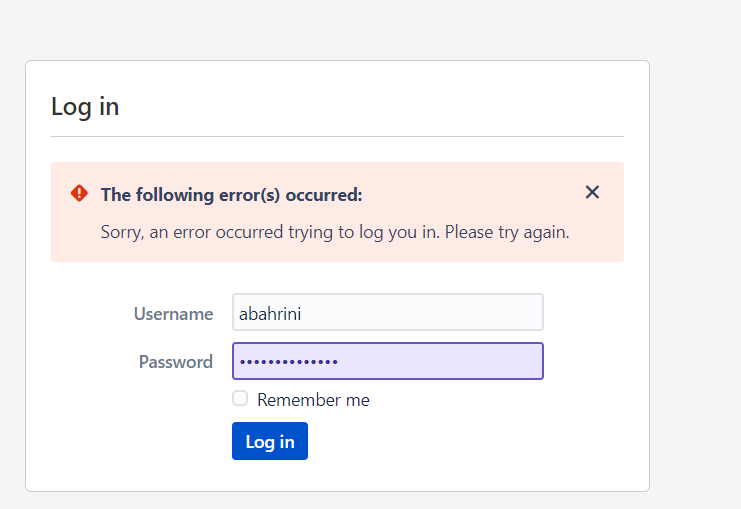 Log in
The following error(s) occurred:
Sorry, an error occurred trying to log you in. Please try again.
Username
abahrini
Password
••••••••••••••
Remember me
Log in